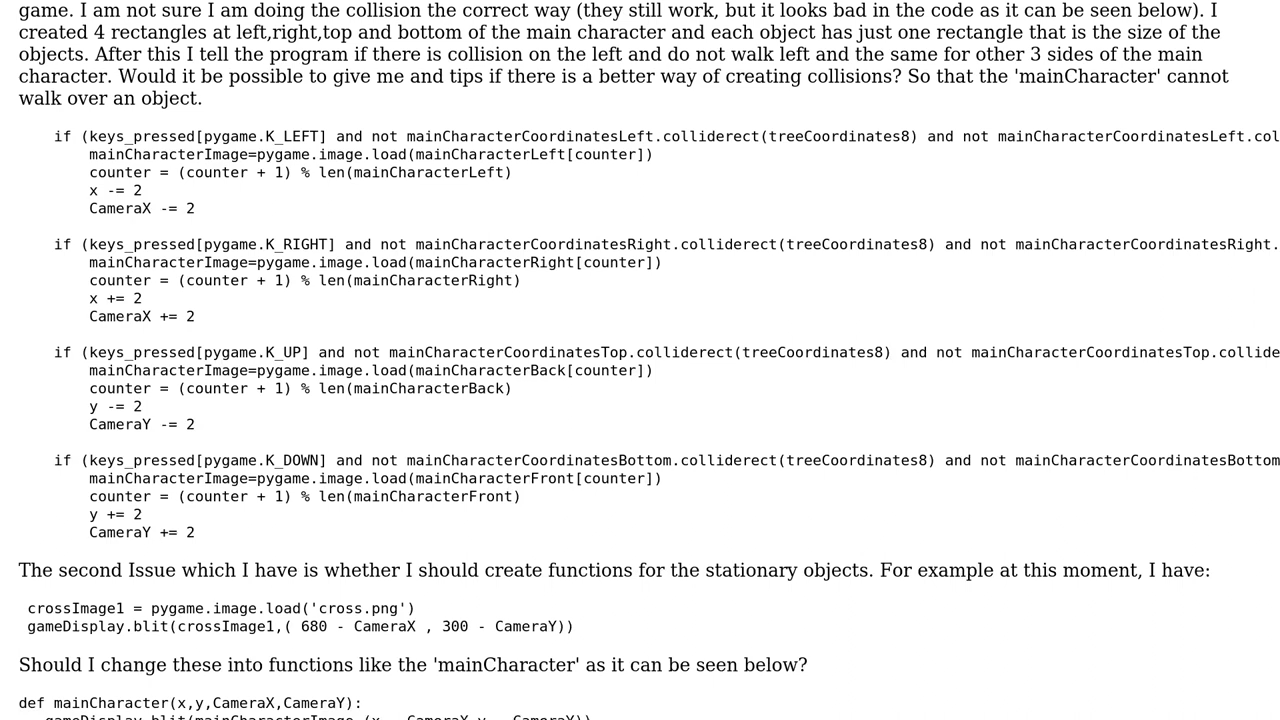 game. I am not sure I am doing the collision the correct way (they still work, but it looks bad in the code as it can be seen below). I
created 4 rectangles at left,right,top and bottom of the main character and each object has just one rectangle that is the size of the
objects. After this I tell the program if there is collision on the left and do not walk left and the same for other 3 sides of the main
character. Would it be possible to give me and tips if there is a better way of creating collisions? So that the 'mainCharacter' cannot
walk over an object.
if (keys_pressed[pygame.K_LEFT] and not mainCharacterCoordinatesLeft.colliderect(treeCoordinates8) and not mainCharacterCoordinatesLeft.col
mainCharacterImage=pygame.image.load(mainCharacterLeft[counter])
counter = (counter + 1) % len(mainCharacterLeft)
x -= 2
CameraX -= 2
if (keys_pressed[pygame.K_RIGHT] and not mainCharacterCoordinatesRight.colliderect(treeCoordinates8) and not mainCharacterCoordinatesRight.
mainCharacterImage=pygame.image.load(mainCharacterRight[counter])
counter = (counter + 1) % len(mainCharacterRight)
x += 2
CameraX += 2
if (keys_pressed[pygame.K_UP] and not mainCharacterCoordinatesTop.colliderect(treeCoordinates8) and not mainCharacterCoordinatesTop.collide
mainCharacterImage=pygame.image.load(mainCharacterBack[counter])
counter = (counter + 1) % len(mainCharacterBack)
y -= 2
CameraY -= 2
if (keys_pressed[pygame.K_DOWN] and not mainCharacterCoordinatesBottom.colliderect(treeCoordinates8) and not mainCharacterCoordinatesBottom
mainCharacterImage=pygame.image.load(mainCharacterFront[counter])
counter = (counter + 1) % len(mainCharacterFront)
y += 2
CameraY += 2
The second Issue which I have is whether I should create functions for the stationary objects. For example at this moment, I have:
crossImage1 = pygame.image.load('cross.png')
gameDisplay.blit(crossImage1,( 680 - CameraX , 300 - CameraY))
Should I change these into functions like the 'mainCharacter' as it can be seen below?
def mainCharacter(x,y,CameraX,CameraY):